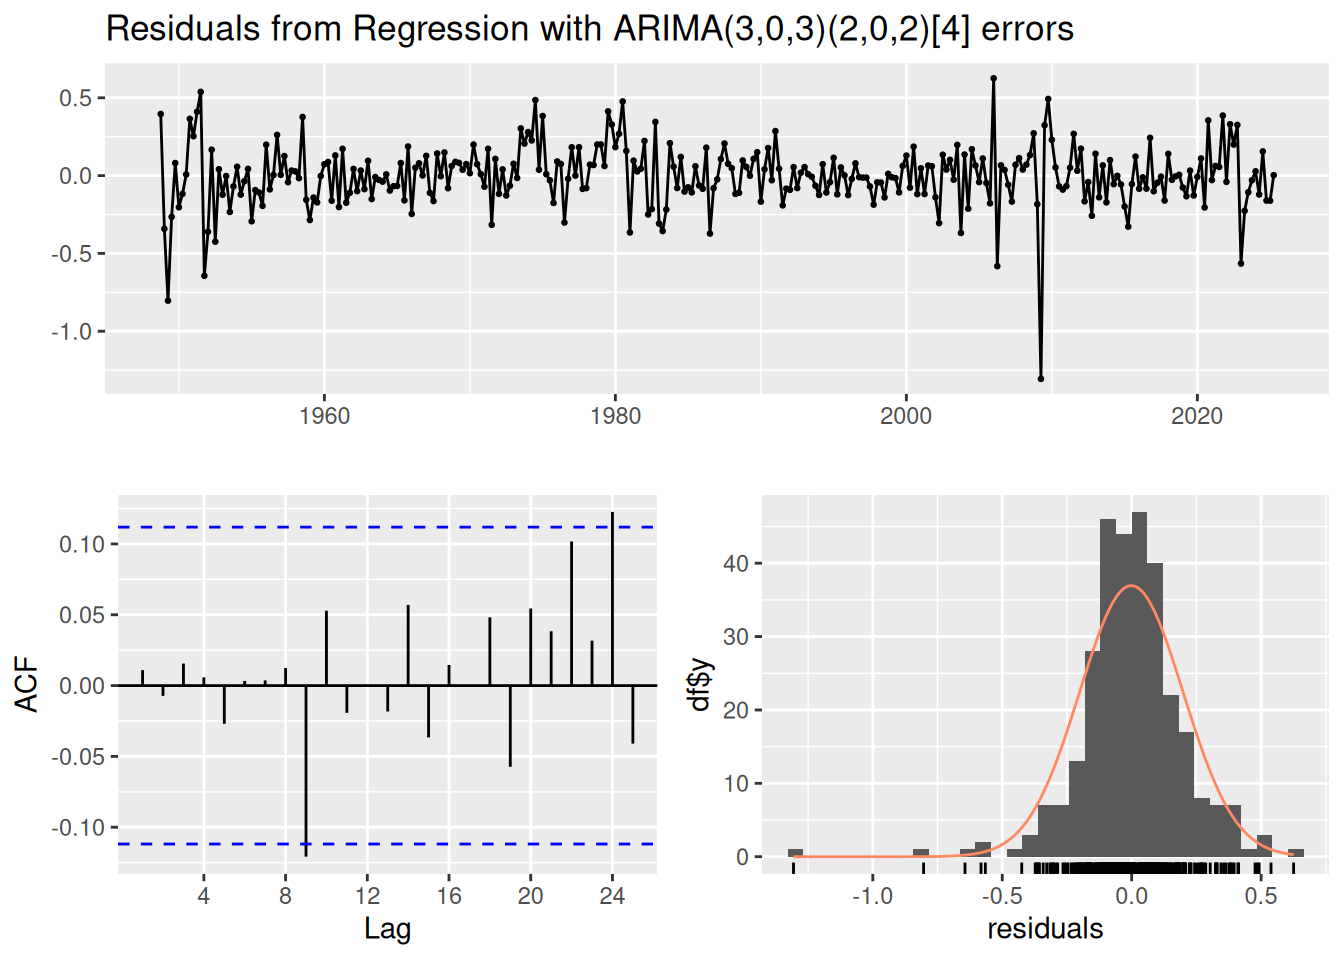 Residuals from Regression with ARIMA(3,0,3)(2,0,2)[4] errors
0.5
0.0
-0.5
-1.0
1960 1980 2000 2020
ACF
0.10
0.05
0.00
-0.05
-0.10
4 8 12 16 20 24
Lag
df$y
40
30
20
10
0
-1.0 -0.5 0.0 0.5
residuals